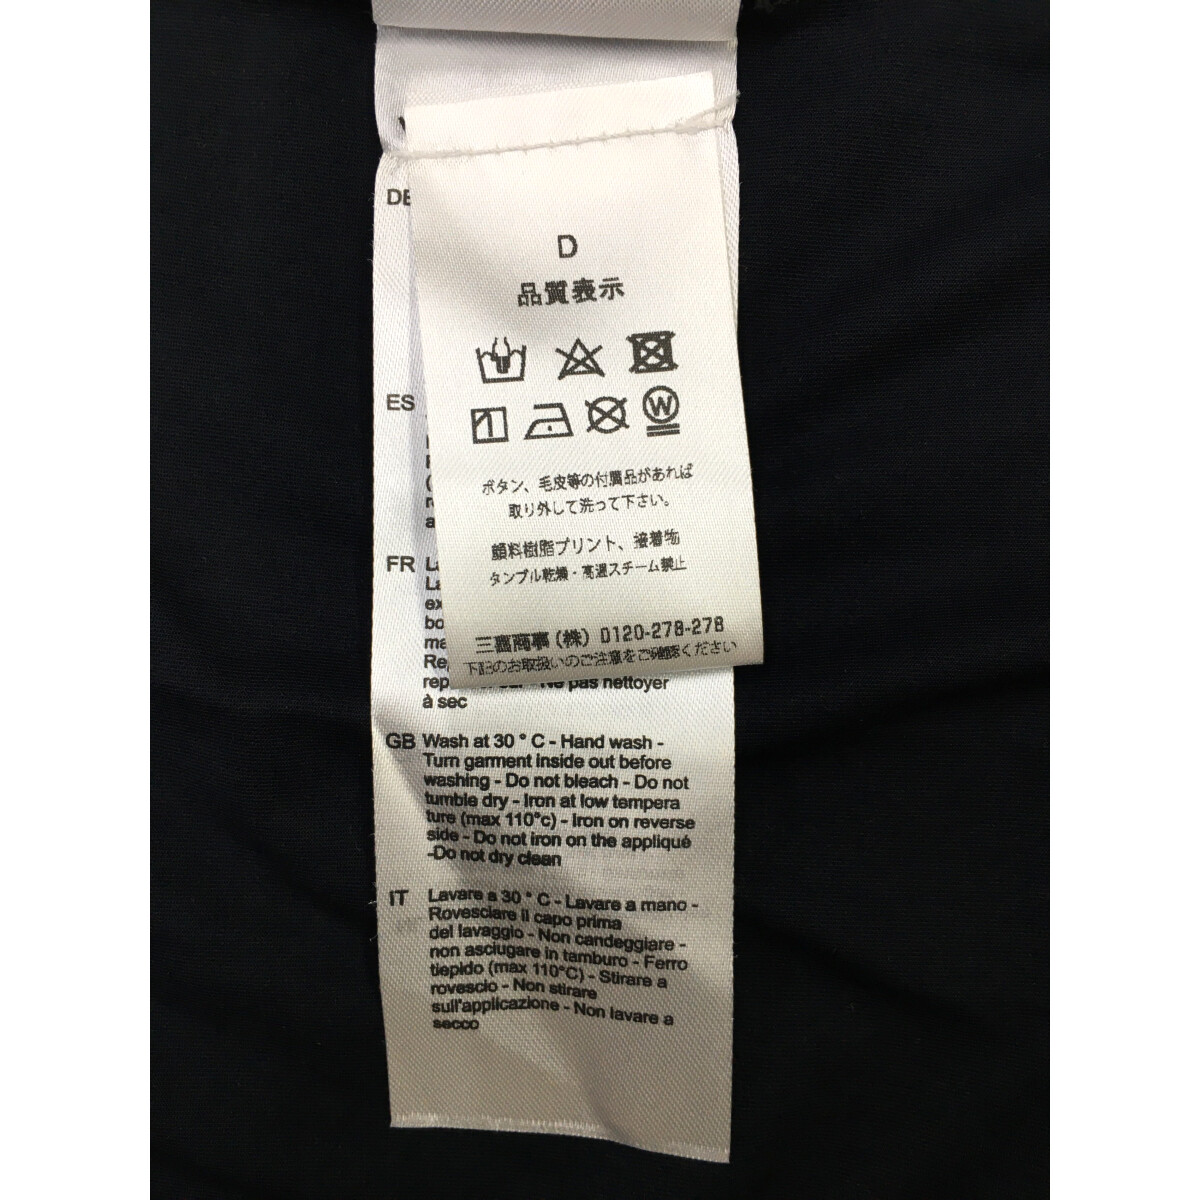 DE
D
品質表示
W
ES
ボタン、毛皮等の付属品があれば
取り外して洗って下さい。
顔料樹脂プリント、接着物
タンブル乾燥・高温スチーム禁止
三喜商事(株) 0120-278-278
下記のお取扱いのご注意をご確認ください
FR
Ne pas nettoyer
à sec
GB Wash at 30 ° C - Hand wash -
Turn garment inside out before
washing - Do not bleach - Do not
tumble dry - Iron at low tempera
ture (max 110°c) - Iron on reverse
side - Do not iron on the appliqué
-Do not dry clean
IT Lavare a 30 ° C - Lavare a mano -
Rovesciare il capo prima
del lavaggio - Non candeggiare -
non asciugare in tamburo - Ferro
tiepido (max 110°C) - Stirare a
rovescio - Non stirare
sull'applicazione - Non lavare a
secco